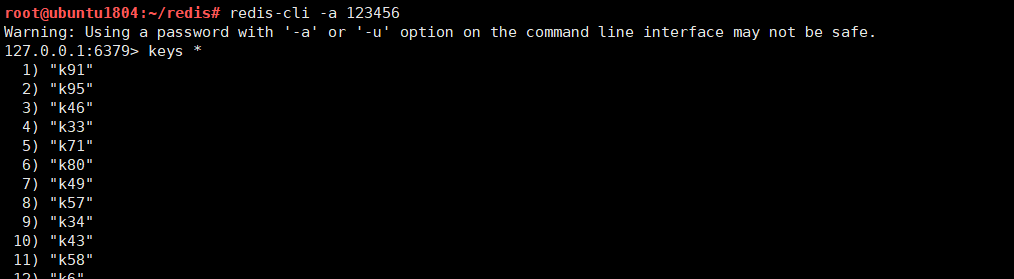 root@ubuntu1804:~/redis# redis-cli -a 123456
Warning: Using a password with '-a' or '-u' option on the command line interface may not be safe.
127.0.0.1:6379> keys *
  1) "k91"
  2) "k95"
  3) "k46"
  4) "k33"
  5) "k71"
  6) "k80"
  7) "k49"
  8) "k57"
  9) "k34"
 10) "k43"
 11) "k58"
 12) "k6"